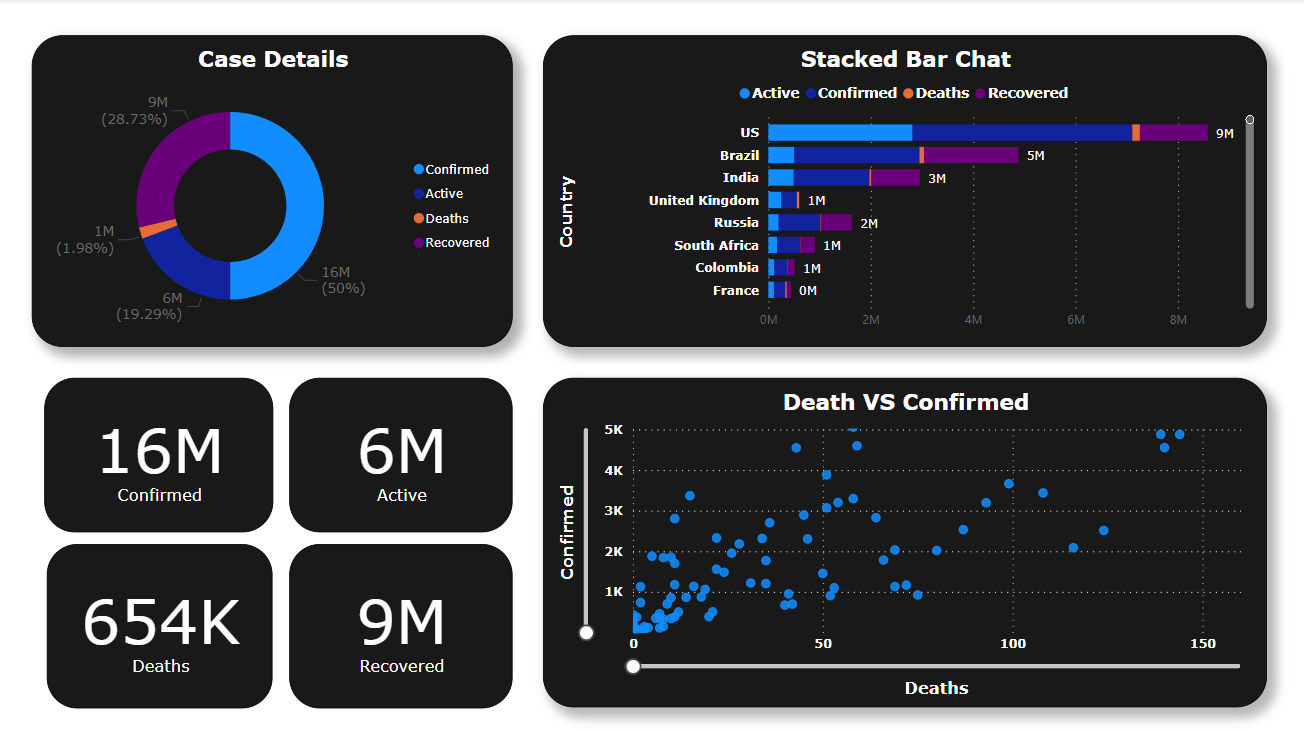 Case Details
9M
(28.73%)
1M
(1.98%)
6M
(19.29%)
16M
(50%)
Confirmed
Active
Deaths
Recovered
Stacked Bar Chat
Active Confirmed Deaths Recovered
Country
US 9M
Brazil 5M
India 3M
United Kingdom 1M
Russia 2M
South Africa 1M
Colombia 1M
France 0M
0M 2M 4M 6M 8M
16M
Confirmed
6M
Active
654K
Deaths
9M
Recovered
Death VS Confirmed
Confirmed
5K
4K
3K
2K
1K
0 50 100 150
Deaths